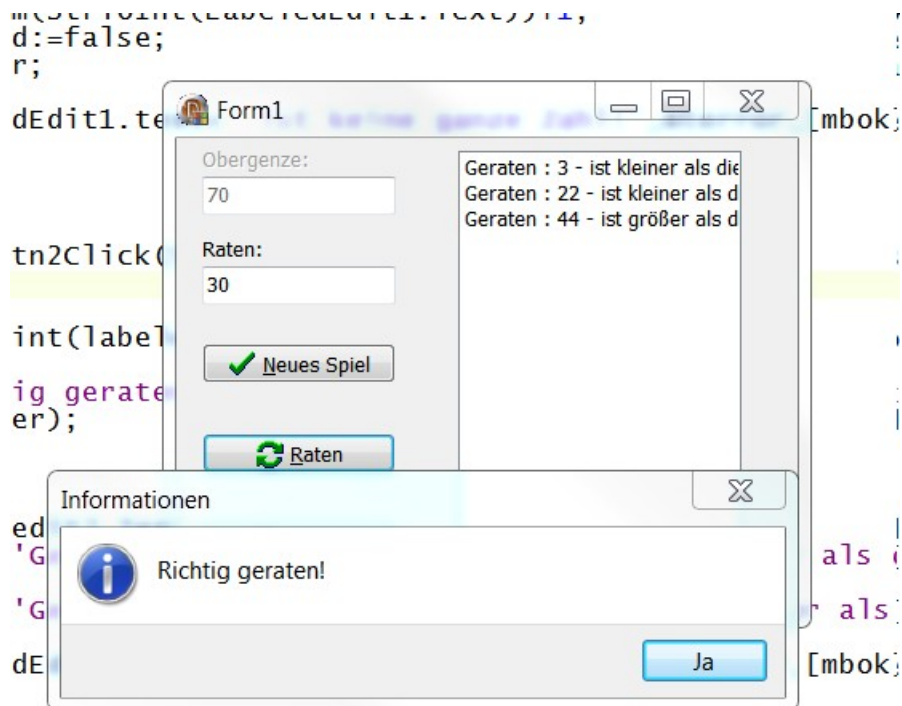 d:=false;
r;
Form1
dEdit1.te
[mbok]
Obergenze:
70
Raten:
30
Geraten : 3 - ist kleiner als die
Geraten : 22 - ist kleiner als d
Geraten : 44 - ist größer als d
tn2Click(
int(label
Neues Spiel
ig gerate
er);
Raten
Informationen
ed
'G
als
Richtig geraten!
'G
r als
dE
Ja
[mbok]